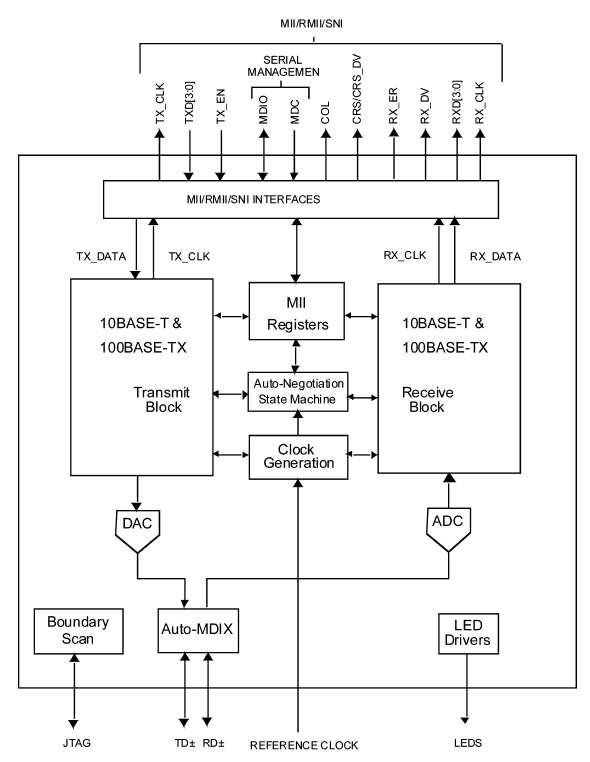 MII/RMII/SNI
SERIAL
MANAGEMEN
TX_CLK
TXD[3:0]
TX_EN
MDIO
MDC
COL
CRS/CRS_DV
RX_ER
RX_DV
RXD[3:0]
RX_CLK
MII/RMII/SNI INTERFACES
TX_DATA
TX_CLK
RX_CLK
RX_DATA
10BASE-T &
100BASE-TX
Transmit
Block
MII
Registers
Auto-Negotiation
State Machine
Clock
Generation
10BASE-T &
100BASE-TX
Receive
Block
DAC
ADC
Boundary
Scan
Auto-MDIX
LED
Drivers
JTAG
TD±
RD±
REFERENCE CLOCK
LEDS